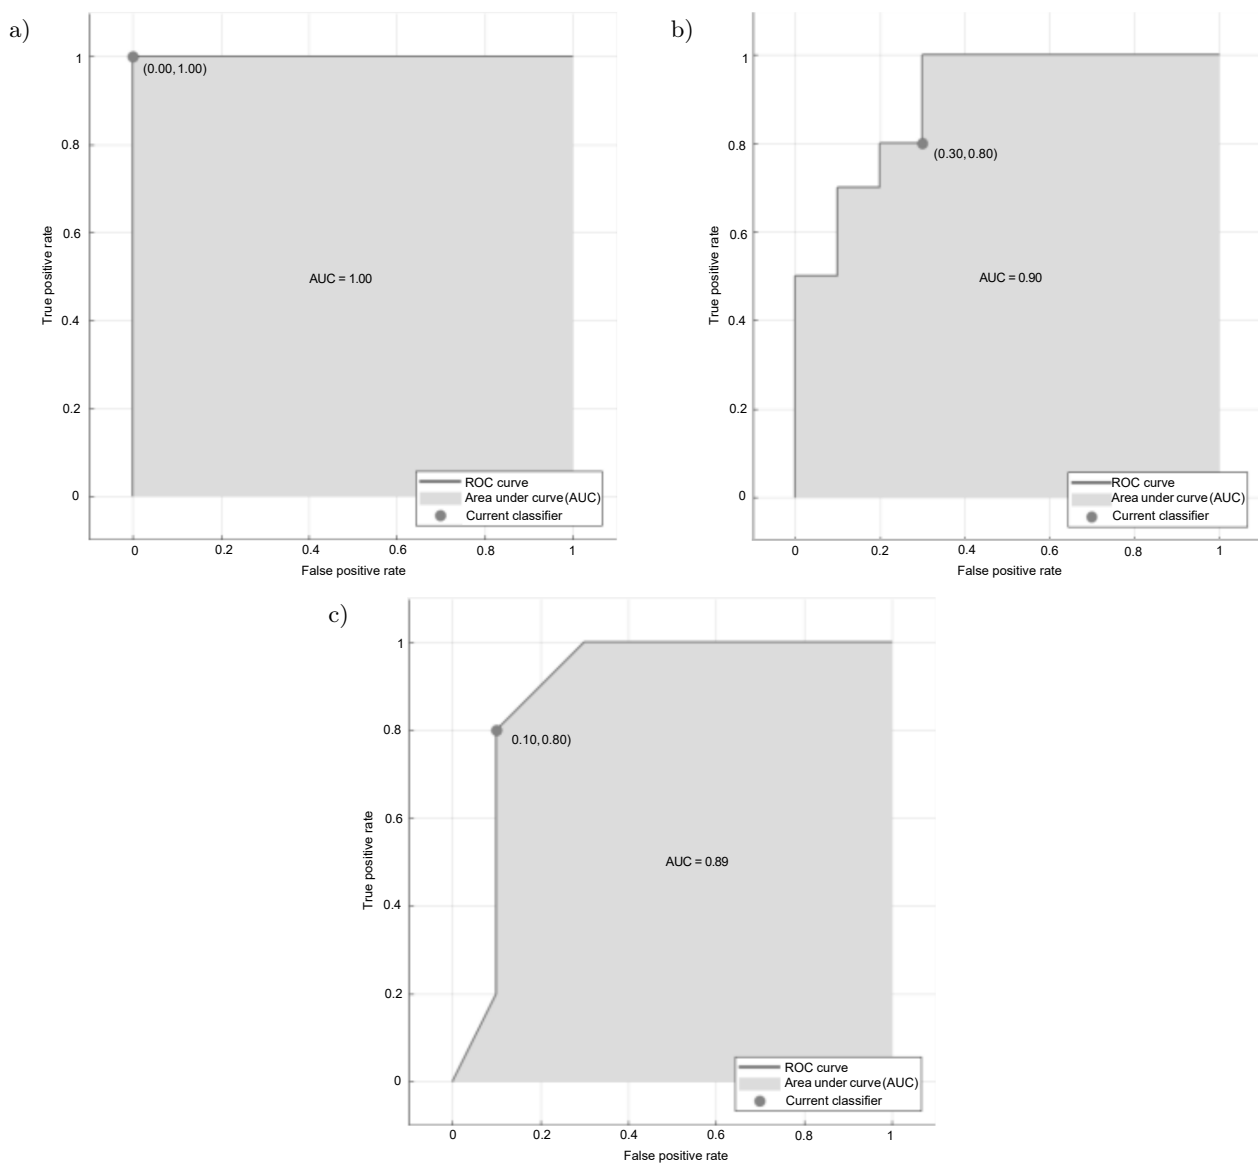 a)
1
0.8
0.6
0.4
0.2
0
True positive rate
(0.00, 1.00)
AUC = 1.00
ROC curve
Area under curve (AUC)
Current classifier
0 0.2 0.4 0.6 0.8 1
False positive rate
b)
1
0.8
0.6
0.4
0.2
0
True positive rate
(0.30, 0.80)
AUC = 0.90
ROC curve
Area under curve (AUC)
Current classifier
0 0.2 0.4 0.6 0.8 1
False positive rate
c)
1
0.8
0.6
0.4
0.2
0
True positive rate
0.10, 0.80)
AUC = 0.89
ROC curve
Area under curve (AUC)
Current classifier
0 0.2 0.4 0.6 0.8 1
False positive rate